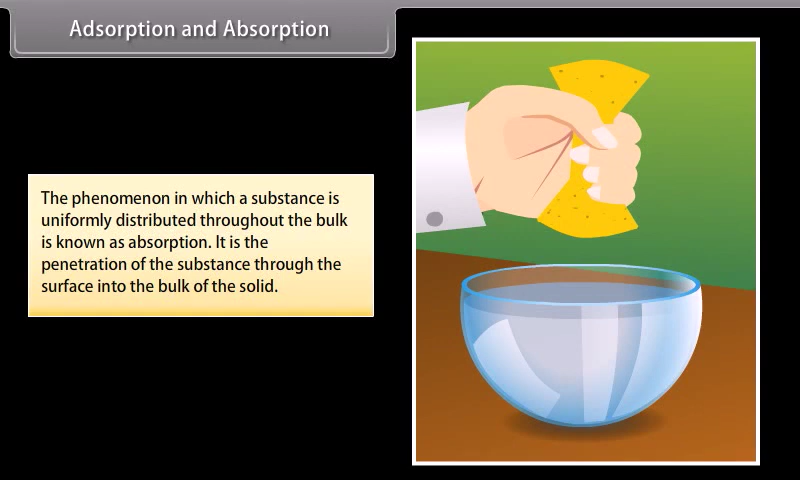 Adsorption and Absorption
The phenomenon in which a substance is
uniformly distributed throughout the bulk
is known as absorption. It is the
penetration of the substance through the
surface into the bulk of the solid.